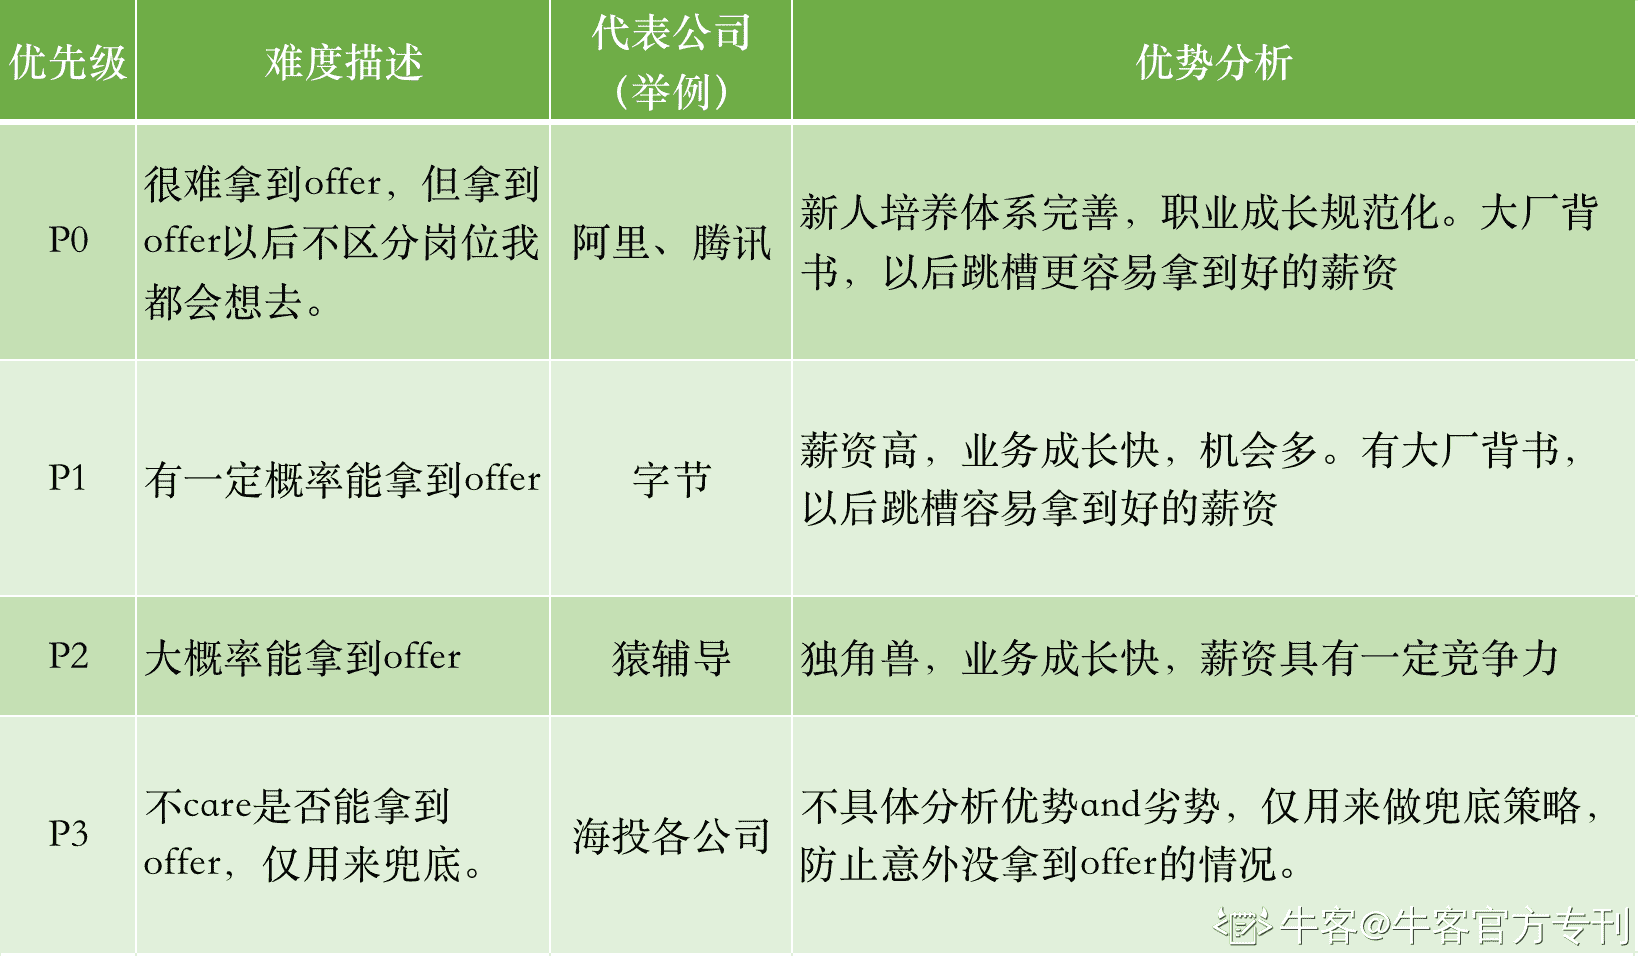 优先级
难度描述
代表公司
（举例）
优势分析
P0
很难拿到offer，但拿到
offer以后不区分岗位我
都会想去。
阿里、腾讯
新人培养体系完善，职业成长规范化。大厂背
书，以后跳槽更容易拿到好的薪资
P1
有一定概率能拿到offer
字节
薪资高，业务成长快，机会多。有大厂背书，
以后跳槽容易拿到好的薪资
P2
大概率能拿到offer
猿辅导
独角兽，业务成长快，薪资具有一定竞争力
P3
不care是否能拿到
offer，仅用来兜底。
海投各公司
不具体分析优势and劣势，仅用来做兜底策略，
防止意外没拿到offer的情况。
牛客@牛客官方专刊